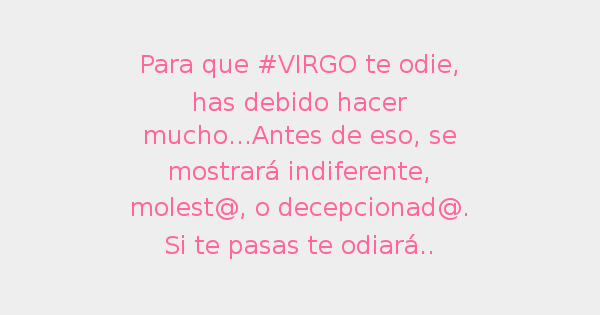 Para que #VIRGO te odie,
has debido hacer
mucho...Antes de eso, se
mostrará indiferente,
molest@, o decepcionad@.
Si te pasas te odiará..